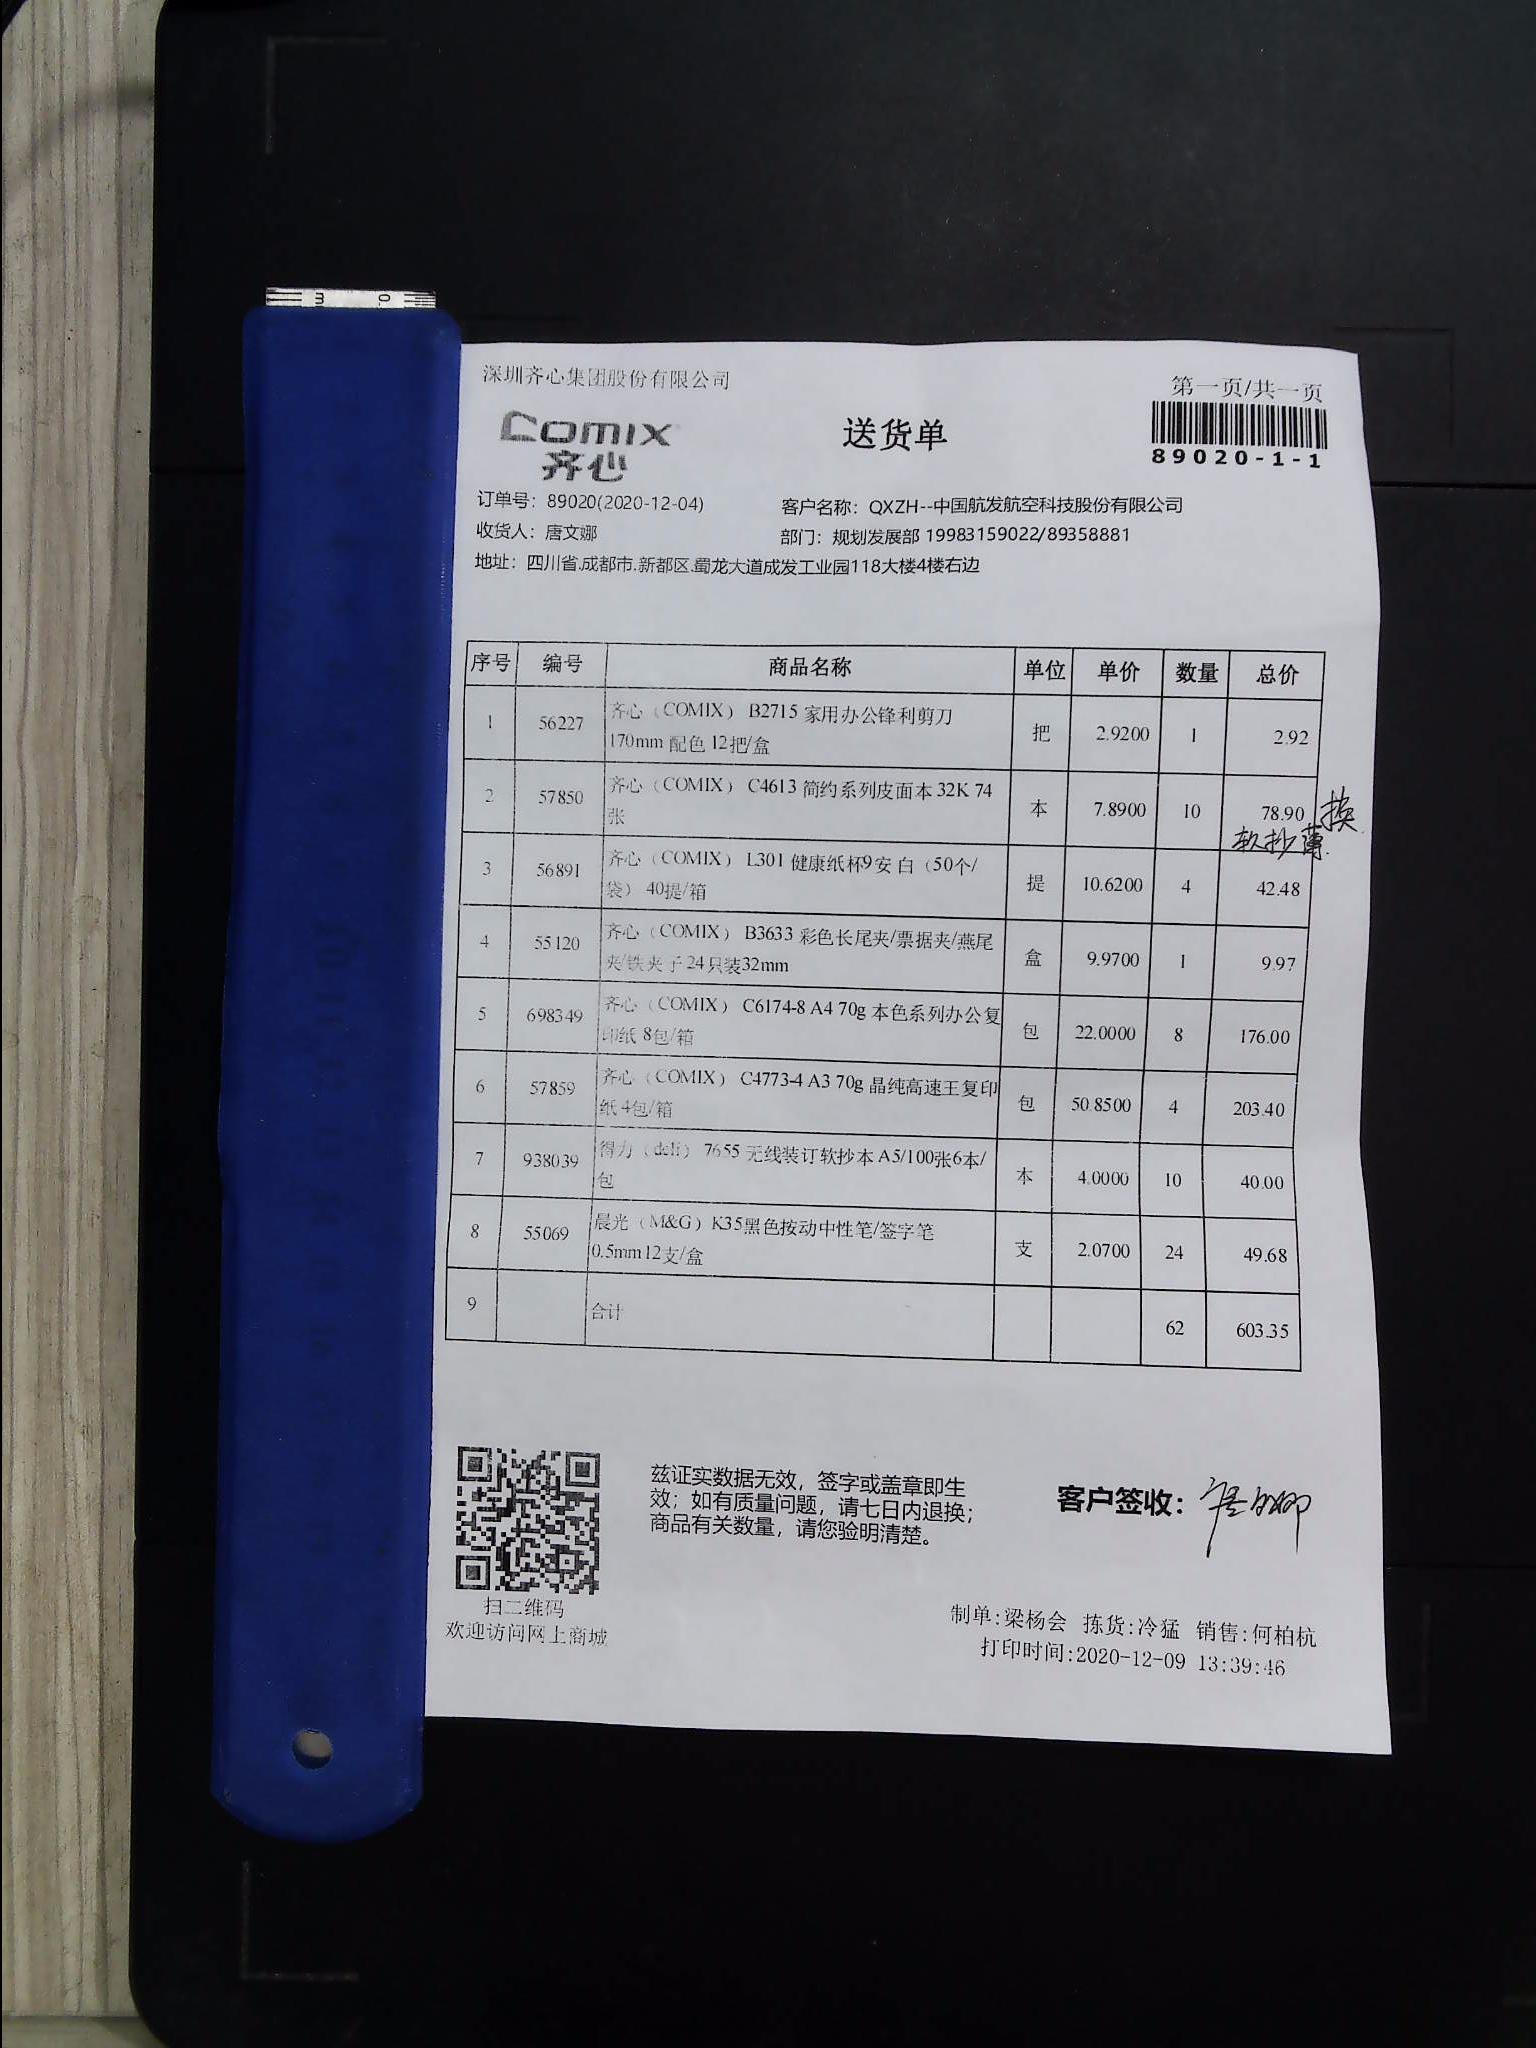 m 0.
深圳齐心集团股份有限公司
第一页/共一页
COMIX
齐心
送货单
89020-1-1
订单号: 89020(2020-12-04) 客户名称: QXZH--中国航发航空科技股份有限公司
收货人: 唐文娜 部门: 规划发展部 19983159022/89358881
地址: 四川省.成都市.新都区.蜀龙大道成发工业园118大楼4楼右边
序号 编号 商品名称 单位 单价 数量 总价
1 56227 齐心（COMIX） B2715 家用办公锋利剪刀 把 2.9200 1 2.92
170mm 配色 12把/盒
2 57850 齐心（COMIX） C4613 简约系列皮面本 32K 74 本 7.8900 10 78.90 换
张 软抄薄
3 56891 齐心（COMIX） L301 健康纸杯9安 白（50个/ 提 10.6200 4 42.48
袋） 40提/箱
4 55120 齐心（COMIX） B3633 彩色长尾夹/票据夹/燕尾 盒 9.9700 1 9.97
夹/铁夹子 24只装32mm
5 698349 齐心（COMIX） C6174-8 A4 70g 本色系列办公复 包 22.0000 8 176.00
印纸 8包/箱
6 57859 齐心（COMIX） C4773-4 A3 70g 晶纯高速王复印 包 50.8500 4 203.40
纸 4包/箱
7 938039 得力（deli） 7655 无线装订软抄本 A5/100张6本/ 本 4.0000 10 40.00
包
8 55069 晨光（M&G）K35黑色按动中性笔/签字笔 支 2.0700 24 49.68
0.5mm12支/盒
9 合计 62 603.35
兹证实数据无效，签字或盖章即生
效；如有质量问题，请七日内退换；
商品有关数量，请您验明清楚。
客户签收: 唐文娜
扫二维码
欢迎访问网上商城
制单:梁杨会 拣货:冷猛 销售:何柏杭
打印时间:2020-12-09 13:39:46